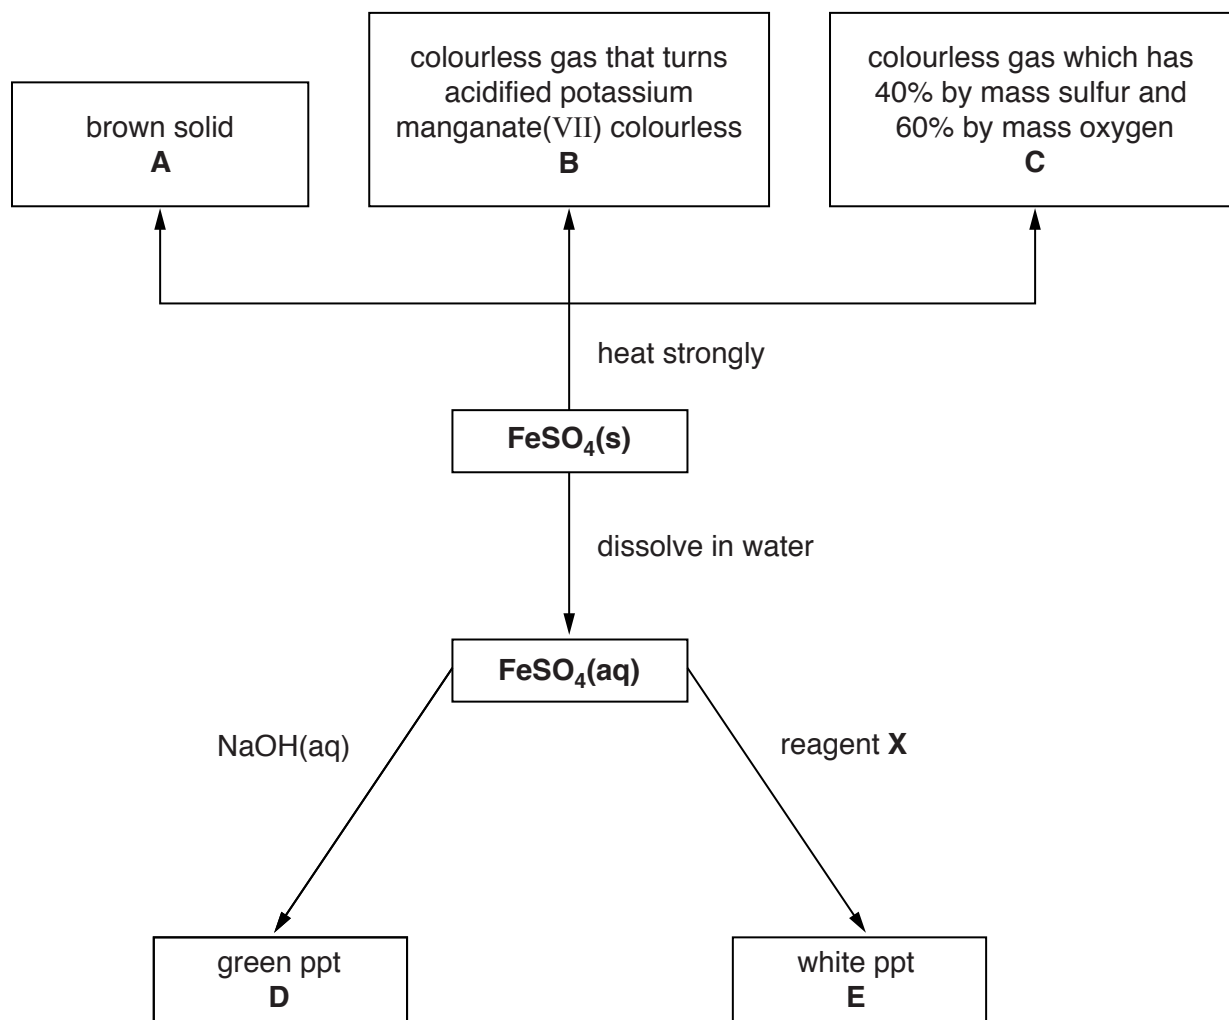 brown solid
A
colourless gas that turns
acidified potassium
manganate(VII) colourless
B
colourless gas which has
40% by mass sulfur and
60% by mass oxygen
C
heat strongly
FeSO₄(s)
dissolve in water
FeSO₄(aq)
NaOH(aq)
reagent X
green ppt
D
white ppt
E